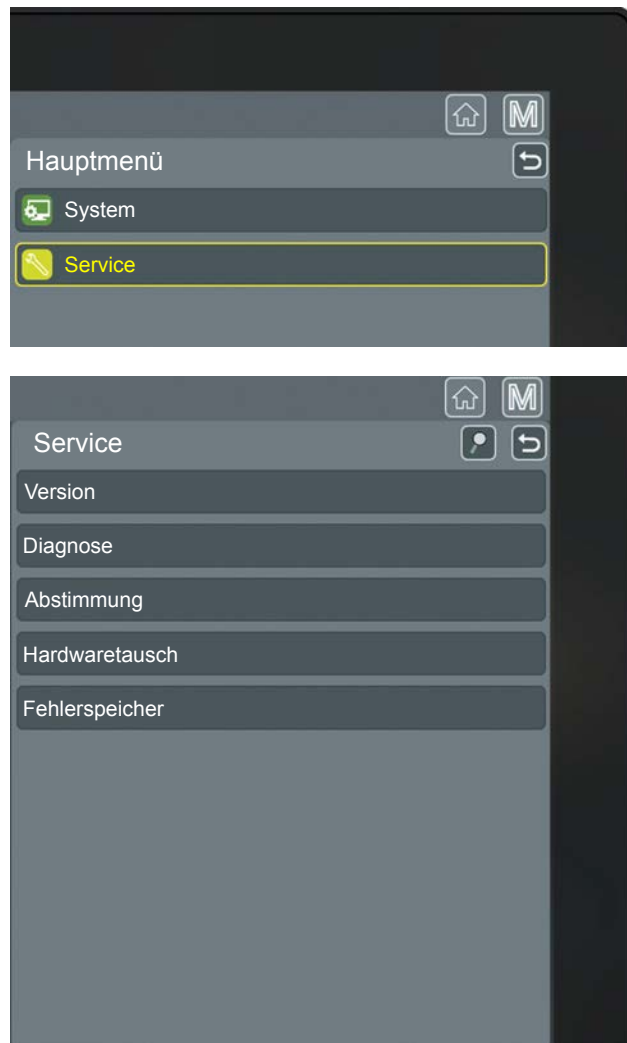 M
Hauptmenü
System
Service
M
Service
Version
Diagnose
Abstimmung
Hardwaretausch
Fehlerspeicher